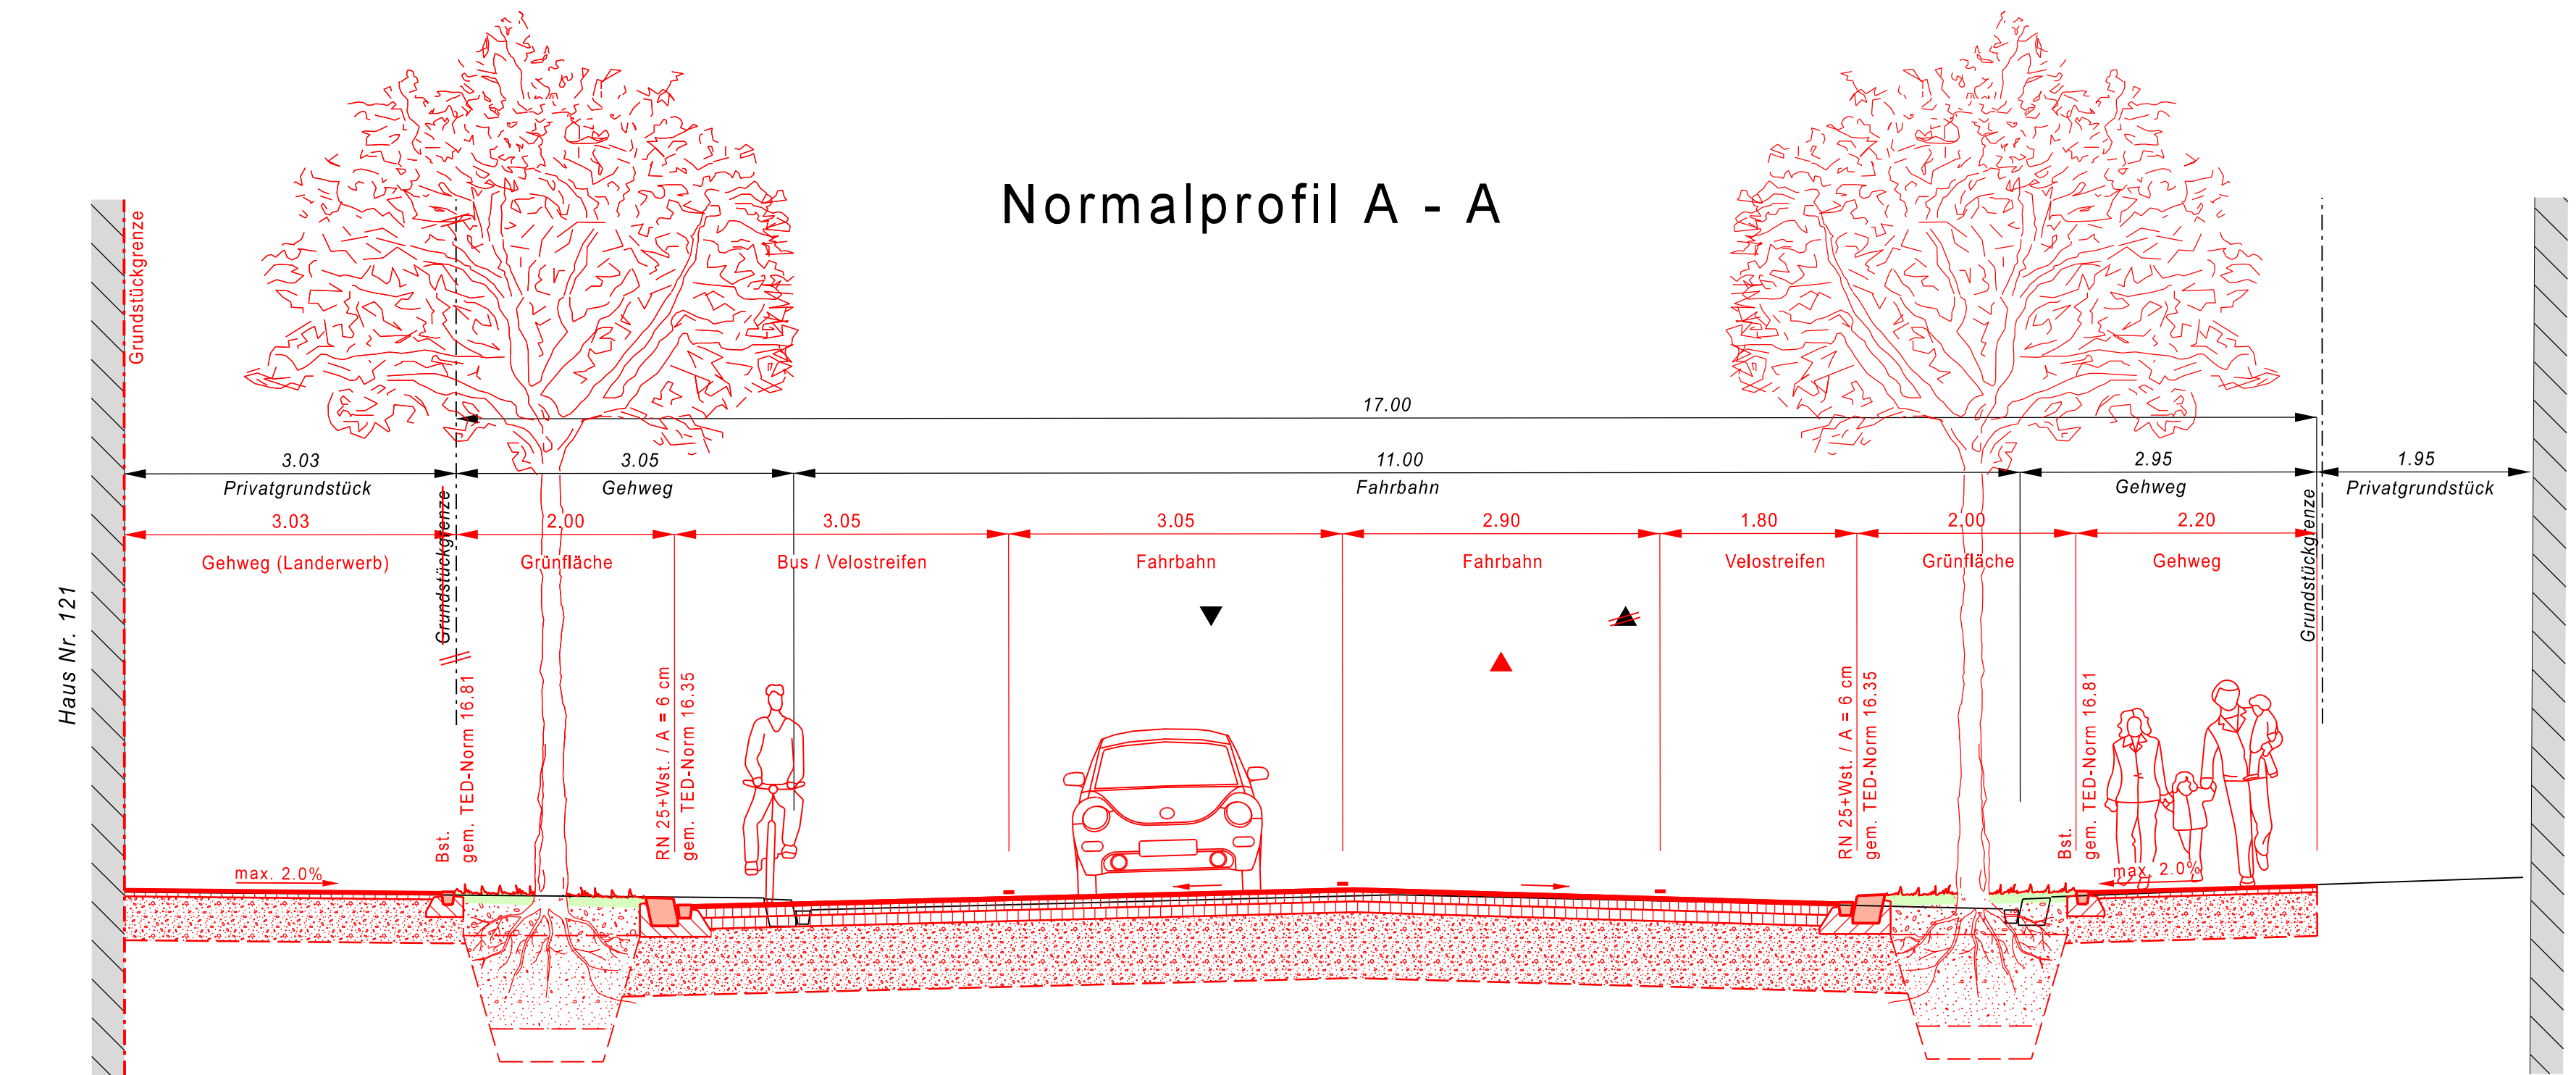 Normalprofil A - A
Grundstückgrenze
17.00
3.03
3.05
11.00
2.95
1.95
Privatgrundstück
Gehweg
Fahrbahn
Gehweg
Privatgrundstück
3.03
2.00
3.05
3.05
2.90
1.80
2.00
2.20
Gehweg (Landerwerb)
Grünfläche
Bus / Velostreifen
Fahrbahn
Fahrbahn
Velostreifen
Grünfläche
Gehweg
Grundstückgrenze
Grundstückgrenze
Haus Nr. 121
Bst.
gem. TED-Norm 16.81
RN 25+Wst. / A = 6 cm
gem. TED-Norm 16.35
RN 25+Wst. / A = 6 cm
gem. TED-Norm 16.35
Bst.
gem. TED-Norm 16.81
max. 2.0%
max. 2.0%